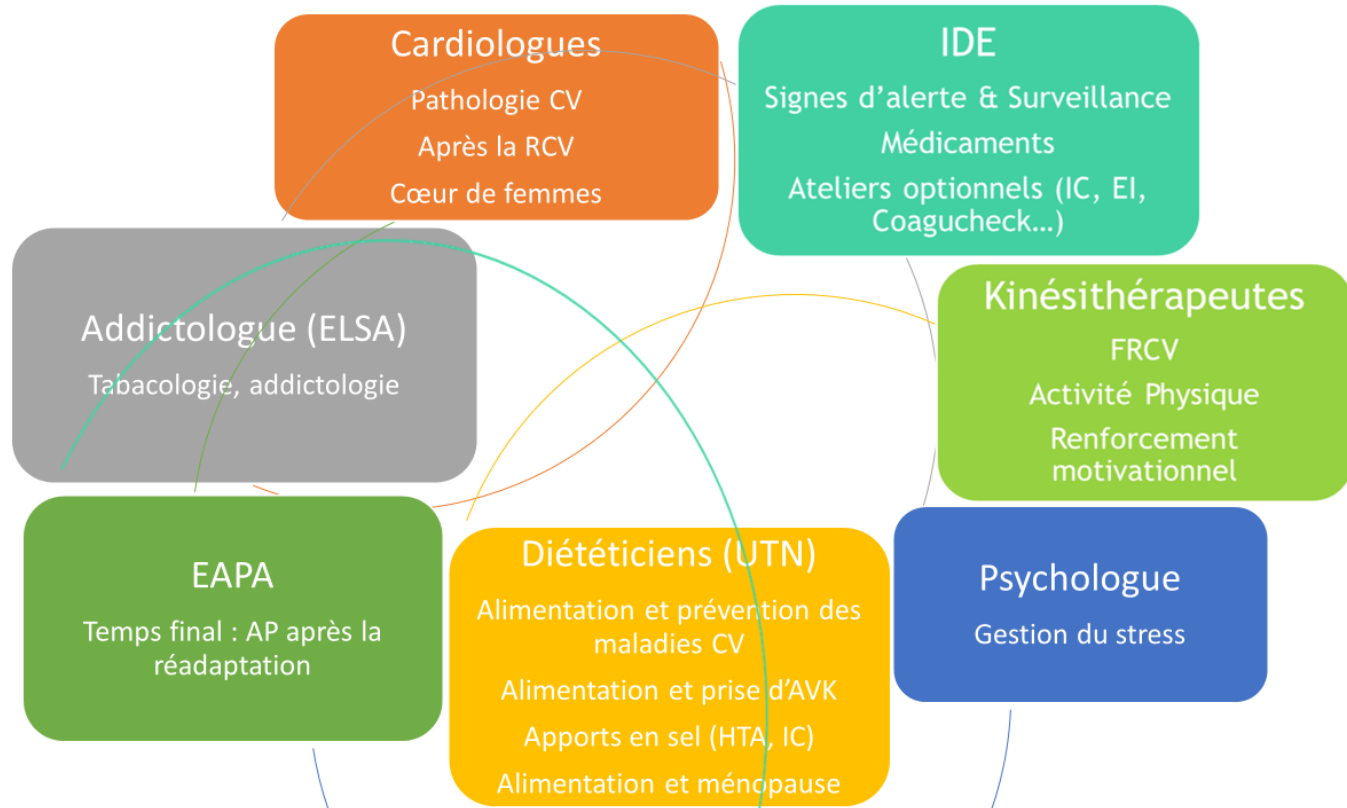 Cardiologues
Pathologie CV
Après la RCV
Cœur de femmes
IDE
Signes d'alerte & Surveillance
Médicaments
Ateliers optionnels (IC, EI,
Coagucheck...)
Addictologue (ELSA)
Tabacologie, addictologie
Kinésithérapeutes
FRCV
Activité Physique
Renforcement
motivationnel
EAPA
Temps final : AP après la
réadaptation
Diététiciens (UTN)
Alimentation et prévention des
maladies CV
Alimentation et prise d'AVK
Apports en sel (HTA, IC)
Alimentation et ménopause
Psychologue
Gestion du stress